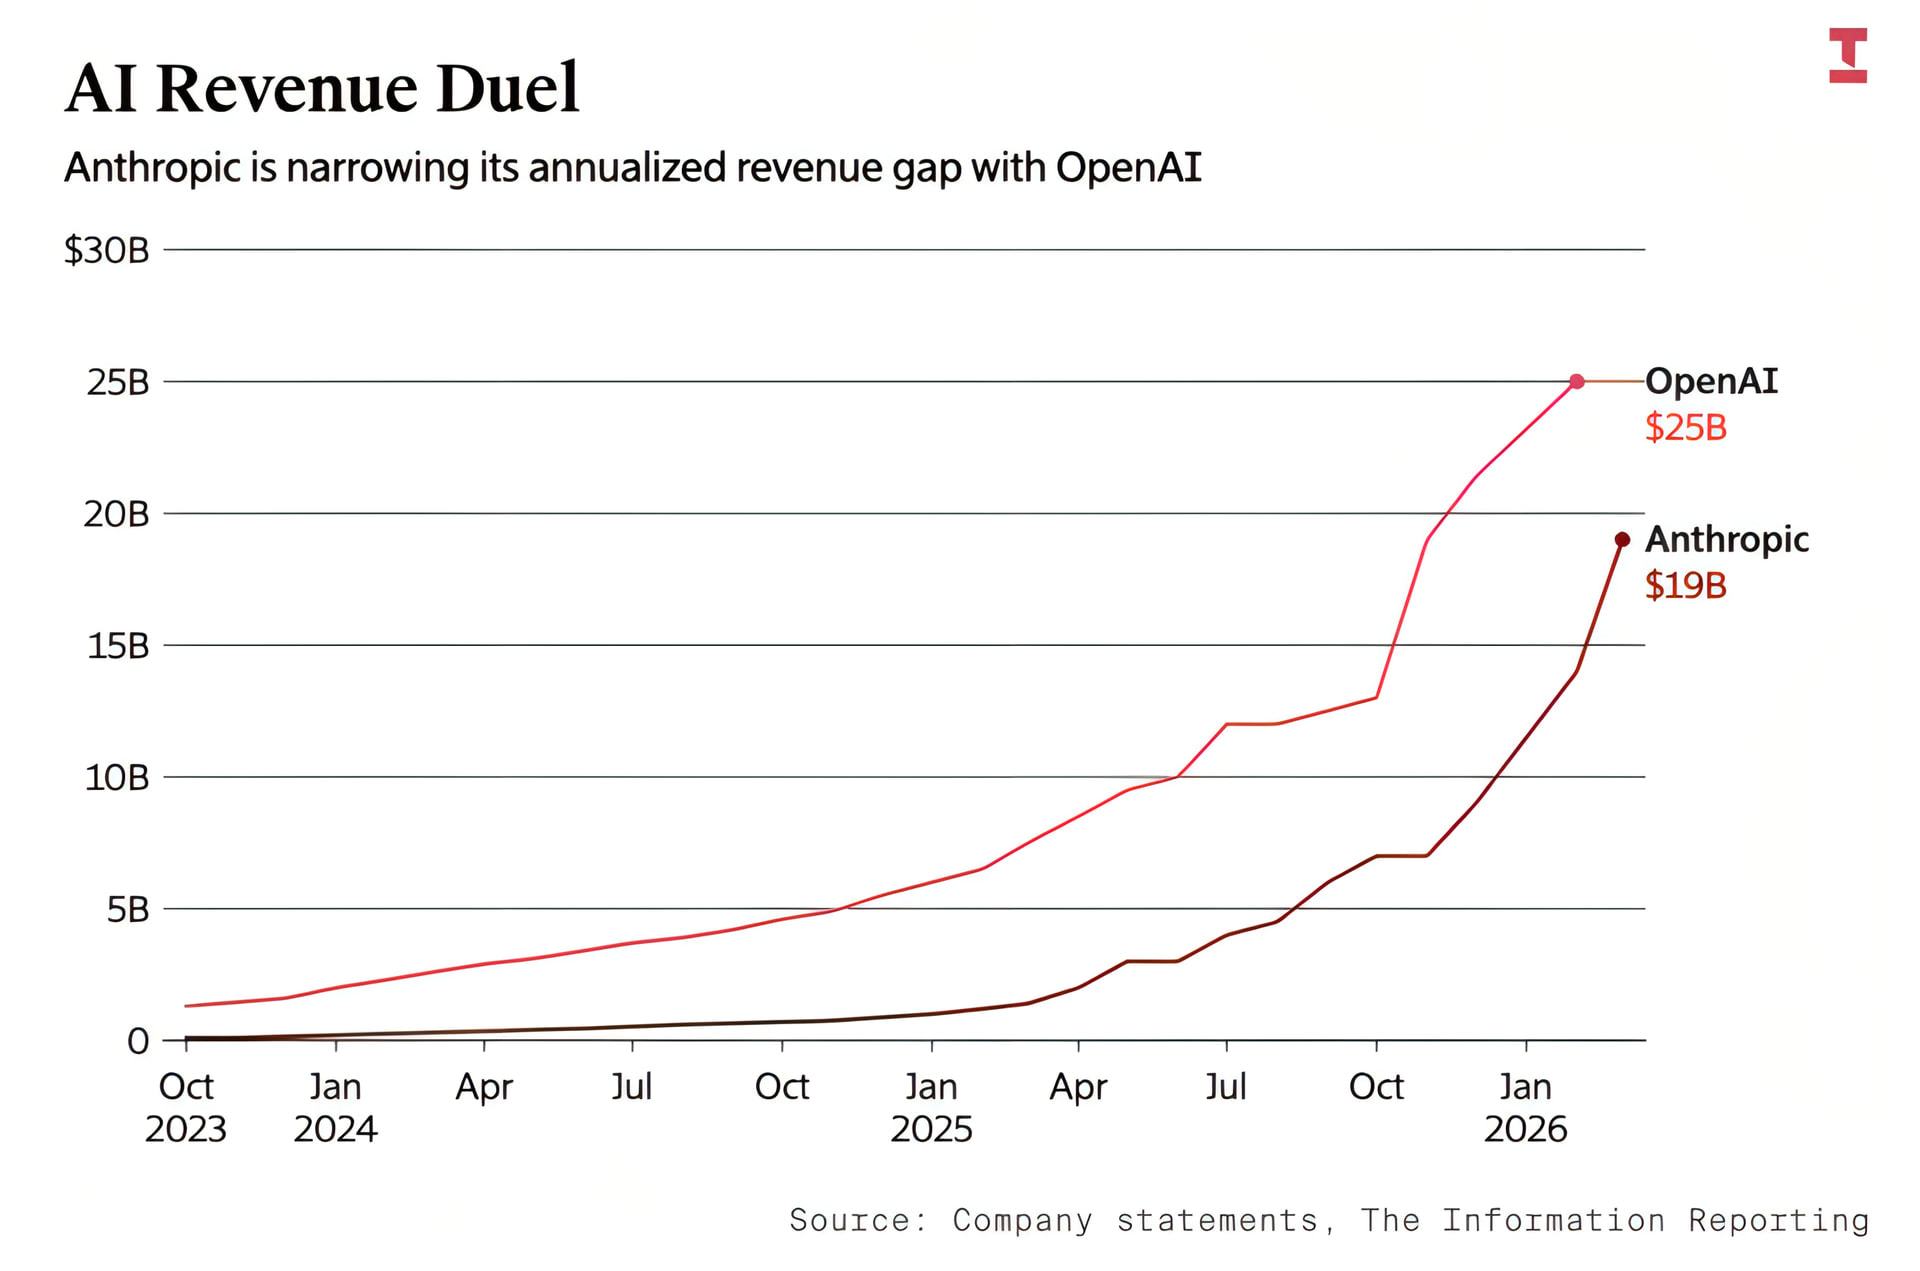 AI Revenue Duel
Anthropic is narrowing its annualized revenue gap with OpenAI
$30B
25B
OpenAI
$25B
20B
Anthropic
$19B
15B
10B
5B
0
Oct Jan Apr Jul Oct Jan Apr Jul Oct Jan
2023 2024 2025 2026
Source: Company statements, The Information Reporting